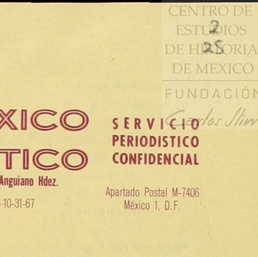 CENTRO DE
ESTUDIOS
DE HISTORIA
DE MEXICO
FUNDACIÓN
Carlos Slim
2
25
XICO
TICO
Anguiano Hdez.
-10-31-67
SERVICIO
PERIODISTICO
CONFIDENCIAL
Apartado Postal M-7406
México 1, D.F.